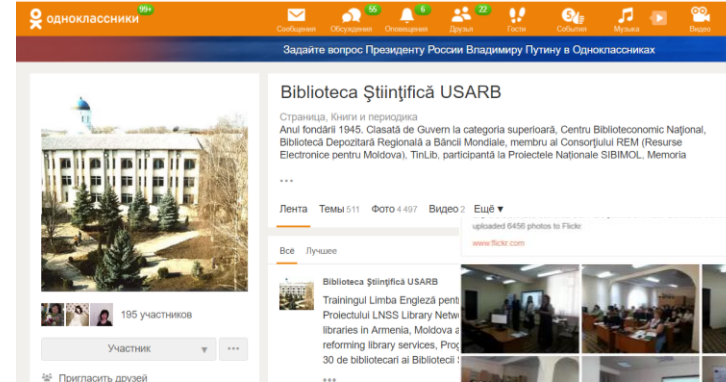 одноклассники 99+
Сообщения
Обсуждения 55
Оповещения 6
Друзья 22
Гости
События
Музыка
Видео
Задайте вопрос Президенту России Владимиру Путину в Одноклассниках
Biblioteca Ştiinţifică USARB
Страница, Книги и периодика
Anul fondării 1945. Clasată de Guvern la categoria superioară, Centru Biblioteconomic Naţional,
Bibliotecă Depozitară Regională a Băncii Mondiale, membru al Consorţiului REM (Resurse
Electronice pentru Moldova), TinLib, participantă la Proiectele Naționale SIBIMOL, Memoria
...
Лента Темы 511 Фото 4 497 Видео 2 Ещё ▾
uploaded 6456 photos to Flickr
www.flickr.com
Все Лучшее
Biblioteca Ştiinţifică USARB
Trainingul Limba Engleză
Proiectului LNSS Library
libraries in Armenia, Moldova
reforming library services,
30 de bibliotecari ai Bibliotecii
...
195 участников
Участник ▾ ...
Пригласить друзей